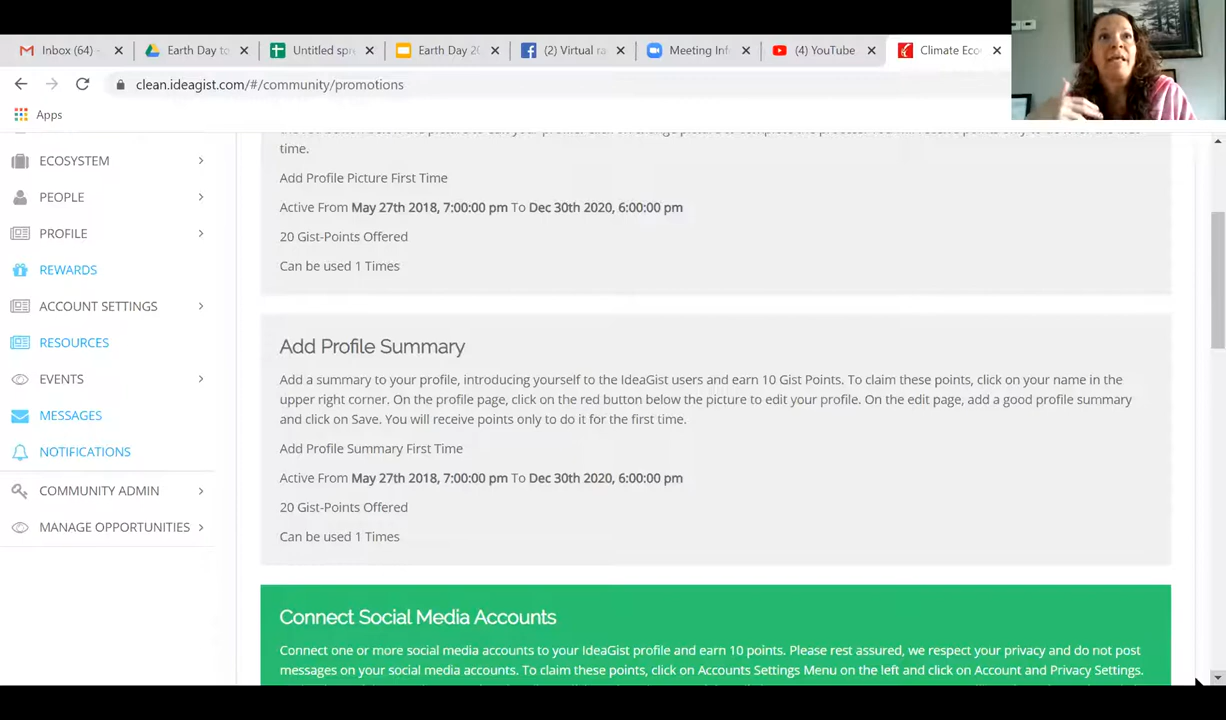 Inbox (64) -
Earth Day to
Untitled spr
Earth Day 20
(2) Virtual ra
Meeting Inf
(4) YouTube
Climate Eco
clean.ideagist.com/#/community/promotions
Apps
ECOSYSTEM
PEOPLE
PROFILE
REWARDS
ACCOUNT SETTINGS
RESOURCES
EVENTS
MESSAGES
NOTIFICATIONS
COMMUNITY ADMIN
MANAGE OPPORTUNITIES
time.
Add Profile Picture First Time
Active From May 27th 2018, 7:00:00 pm To Dec 30th 2020, 6:00:00 pm
20 Gist-Points Offered
Can be used 1 Times
Add Profile Summary
Add a summary to your profile, introducing yourself to the IdeaGist users and earn 10 Gist Points. To claim these points, click on your name in the
upper right corner. On the profile page, click on the red button below the picture to edit your profile. On the edit page, add a good profile summary
and click on Save. You will receive points only to do it for the first time.
Add Profile Summary First Time
Active From May 27th 2018, 7:00:00 pm To Dec 30th 2020, 6:00:00 pm
20 Gist-Points Offered
Can be used 1 Times
Connect Social Media Accounts
Connect one or more social media accounts to your IdeaGist profile and earn 10 points. Please rest assured, we respect your privacy and do not post
messages on your social media accounts. To claim these points, click on Accounts Settings Menu on the left and click on Account and Privacy Settings.